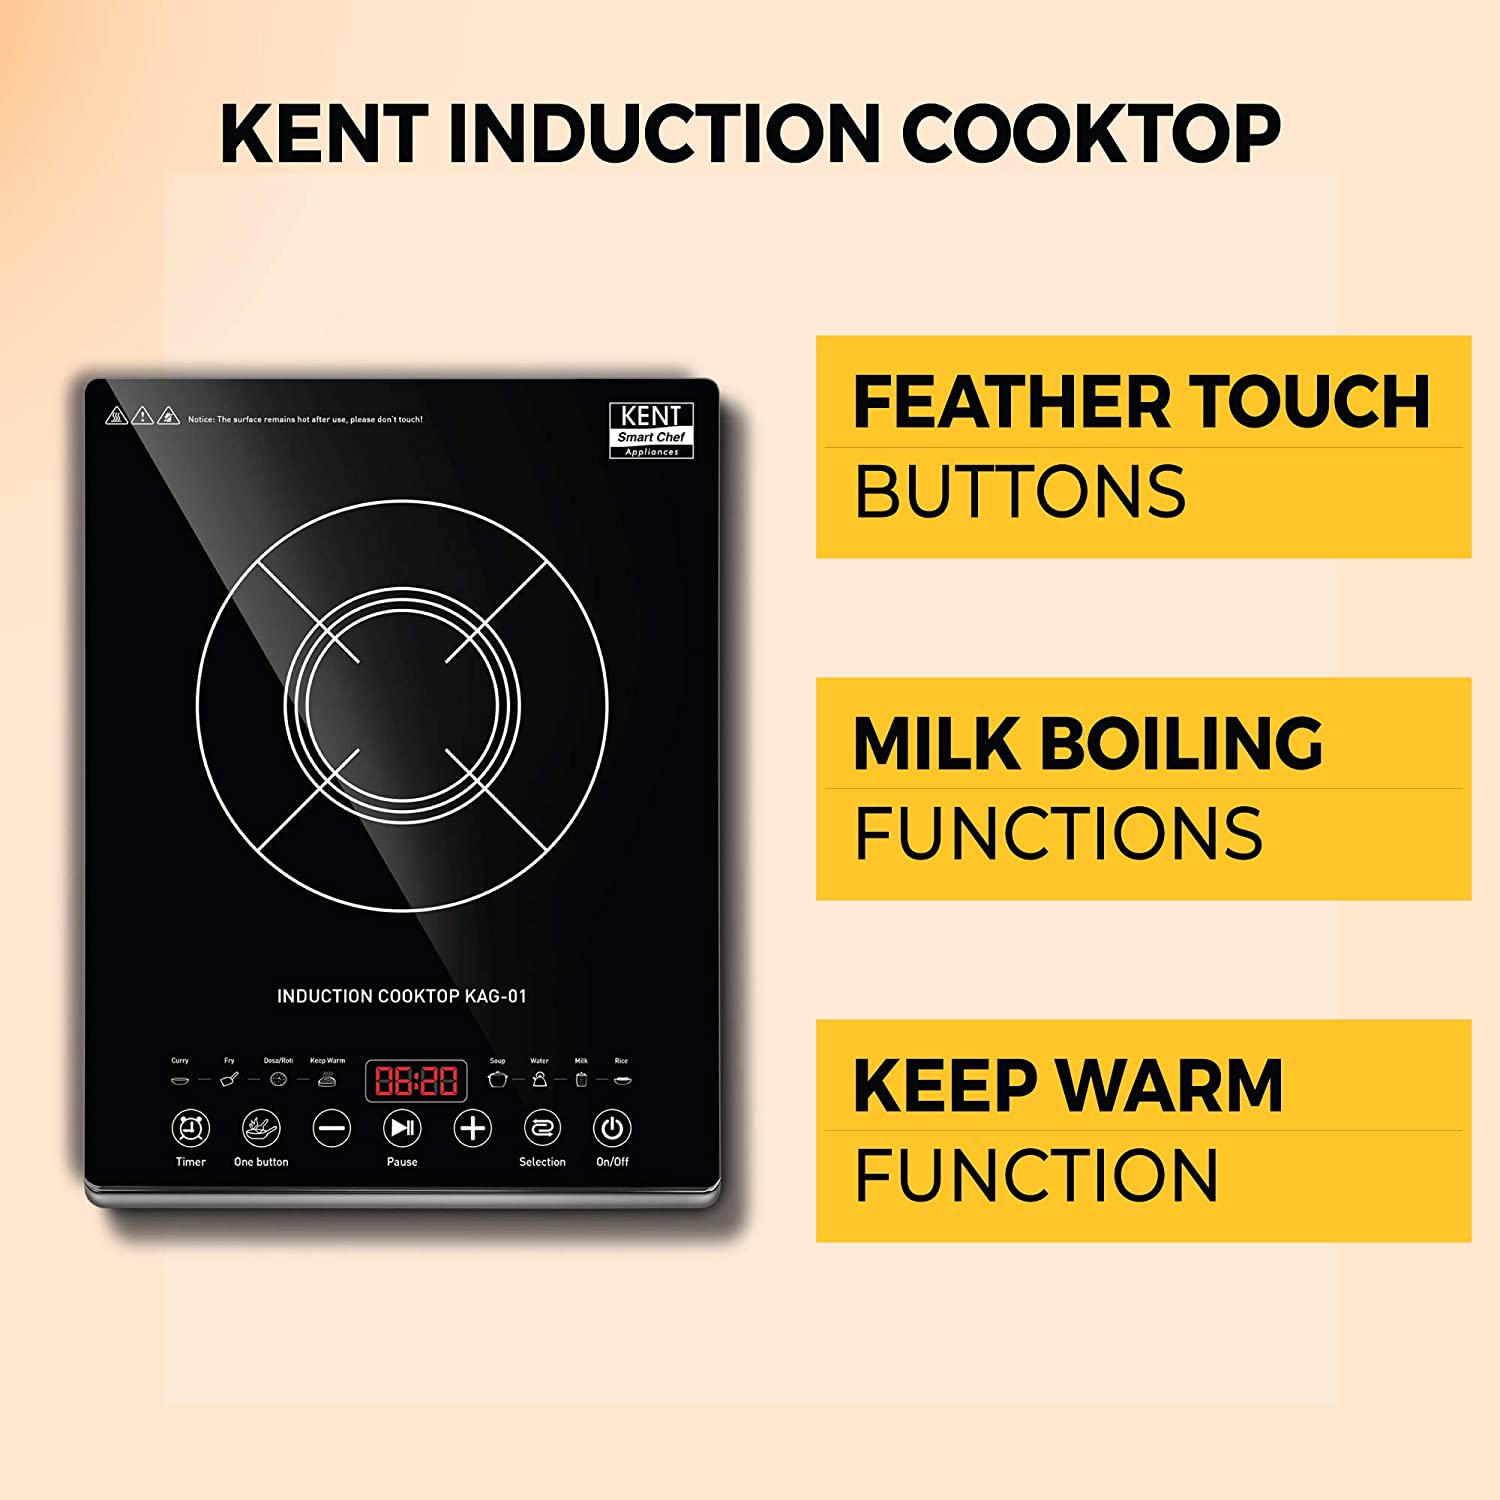 KENT INDUCTION COOKTOP
Notice: The surface remains hot after use, please don't touch!
KENT
Smart Chef
Appliances
INDUCTION COOKTOP KAG-01
Curry Fry Dosa/Roti Keep Warm Soup Water Milk Rice
06:20
Timer One button Pause Selection On/Off
FEATHER TOUCH
BUTTONS
MILK BOILING
FUNCTIONS
KEEP WARM
FUNCTION